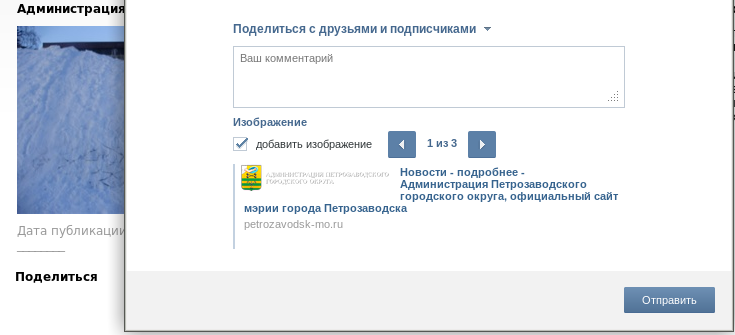 Администрация
Поделиться с друзьями и подписчиками
Ваш комментарий
Изображение
добавить изображение
1 из 3
АДМИНИСТРАЦИЯ ПЕТРОЗАВОДСКОГО
ГОРОДСКОГО ОКРУГА
Новости - подробнее -
Администрация Петрозаводского
городского округа, официальный сайт
мэрии города Петрозаводска
petrozavodsk-mo.ru
Дата публикации
Поделиться
Отправить